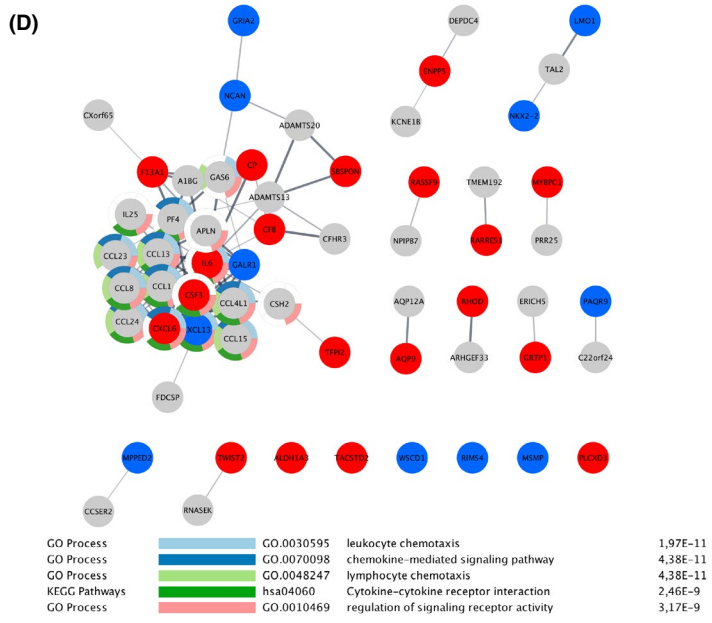 (D)
GRIA2
DEPDC4
LMO1
ENPP5
TAL2
NCAN
CXorf65
KCNE1B
NKX2-2
ADAMTS20
F13A1
A1BG
GAS6
CP
SBSPON
RASSF9
TMEM192
MYBPC1
ADAMTS13
IL25
PF4
APLN
CFB
CFHR3
NPIPB7
RARRES1
PRR25
CCL23
CCL13
IL6
GALR1
CCL8
CCL1
CSF3
CCL4L1
CSH2
AQP12A
RHOD
ERICH5
PAQR9
CCL24
CXCL6
CXCL13
CCL15
TFPI2
AQP9
ARHGEF33
GRTP1
C22orf24
FDCSP
MPPED2
TWIST2
ALDH1A3
TACSTD2
WSCD1
RIMS4
MSMP
PLCXD3
CCSER2
RNASEK
GO Process GO.0030595 leukocyte chemotaxis 1,97E-11
GO Process GO.0070098 chemokine-mediated signaling pathway 4,38E-11
GO Process GO.0048247 lymphocyte chemotaxis 4,38E-11
KEGG Pathways hsa04060 Cytokine-cytokine receptor interaction 2,46E-9
GO Process GO.0010469 regulation of signaling receptor activity 3,17E-9